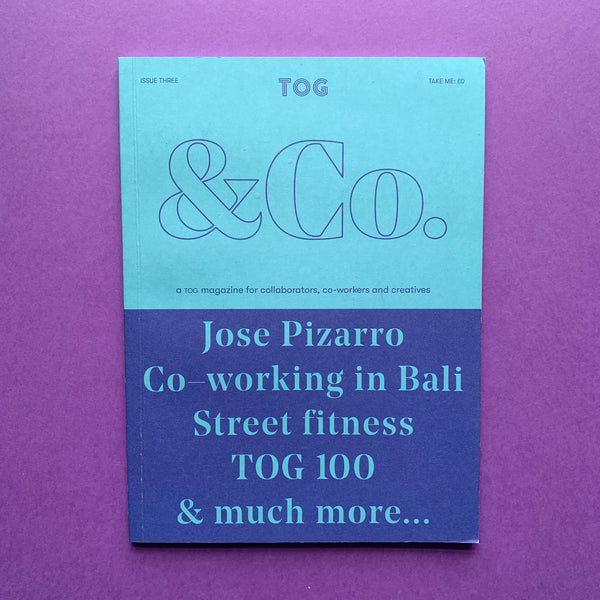 ISSUE THREE
TOG
TAKE ME: £0
&Co.
a TOG magazine for collaborators, co-workers and creatives
Jose Pizarro
Co–working in Bali
Street fitness
TOG 100
& much more...